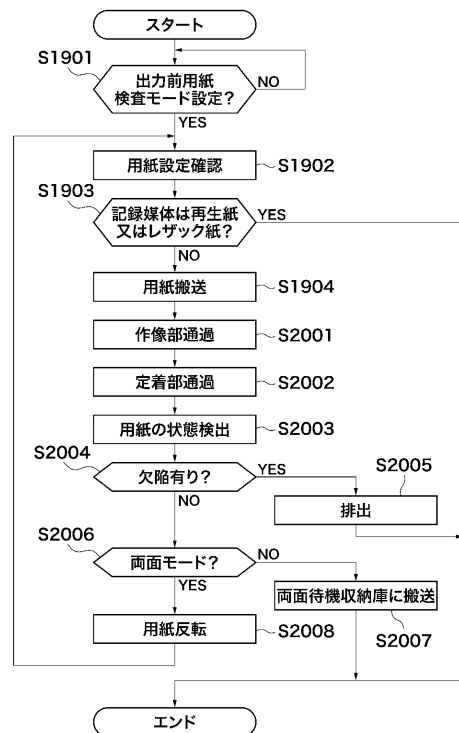 スタート
S1901
出力前用紙
検査モード設定？
NO
YES
用紙設定確認
S1902
S1903
記録媒体は再生紙
又はレザック紙？
YES
NO
用紙搬送
S1904
作像部通過
S2001
定着部通過
S2002
用紙の状態検出
S2003
S2004
欠陥有り？
YES
NO
S2005
排出
S2006
両面モード？
NO
YES
両面待機収納庫に搬送
S2007
用紙反転
S2008
エンド